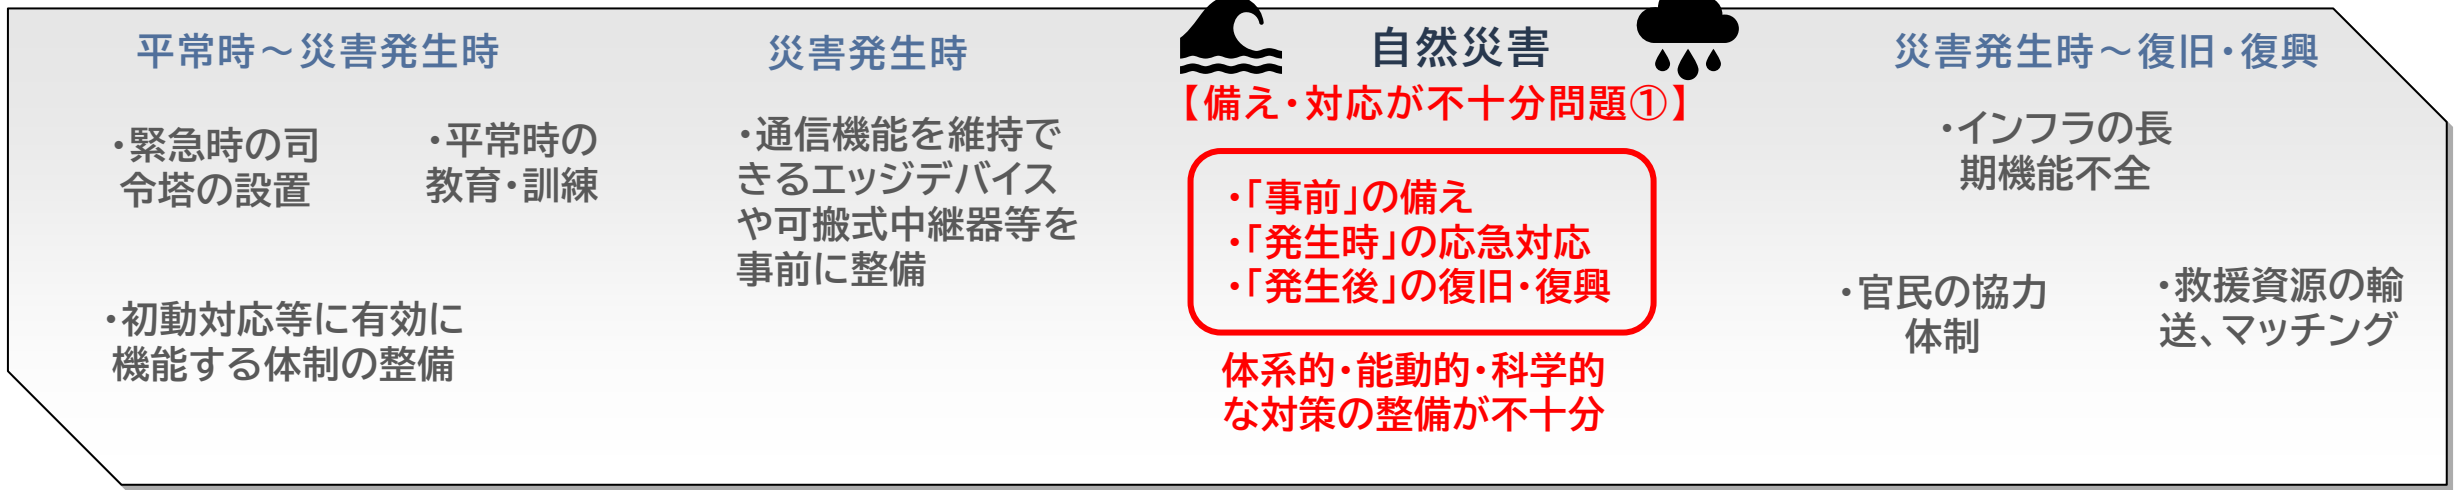 平常時～災害発生時
・緊急時の司
令塔の設置
・平常時の
教育・訓練
・初動対応等に有効に
機能する体制の整備
災害発生時
・通信機能を維持で
きるエッジデバイス
や可搬式中継器等を
事前に整備
自然災害
【備え・対応が不十分問題①】
・「事前」の備え
・「発生時」の応急対応
・「発生後」の復旧・復興
体系的・能動的・科学的
な対策の整備が不十分
災害発生時～復旧・復興
・インフラの長
期機能不全
・官民の協力
体制
・救援資源の輸
送、マッチング